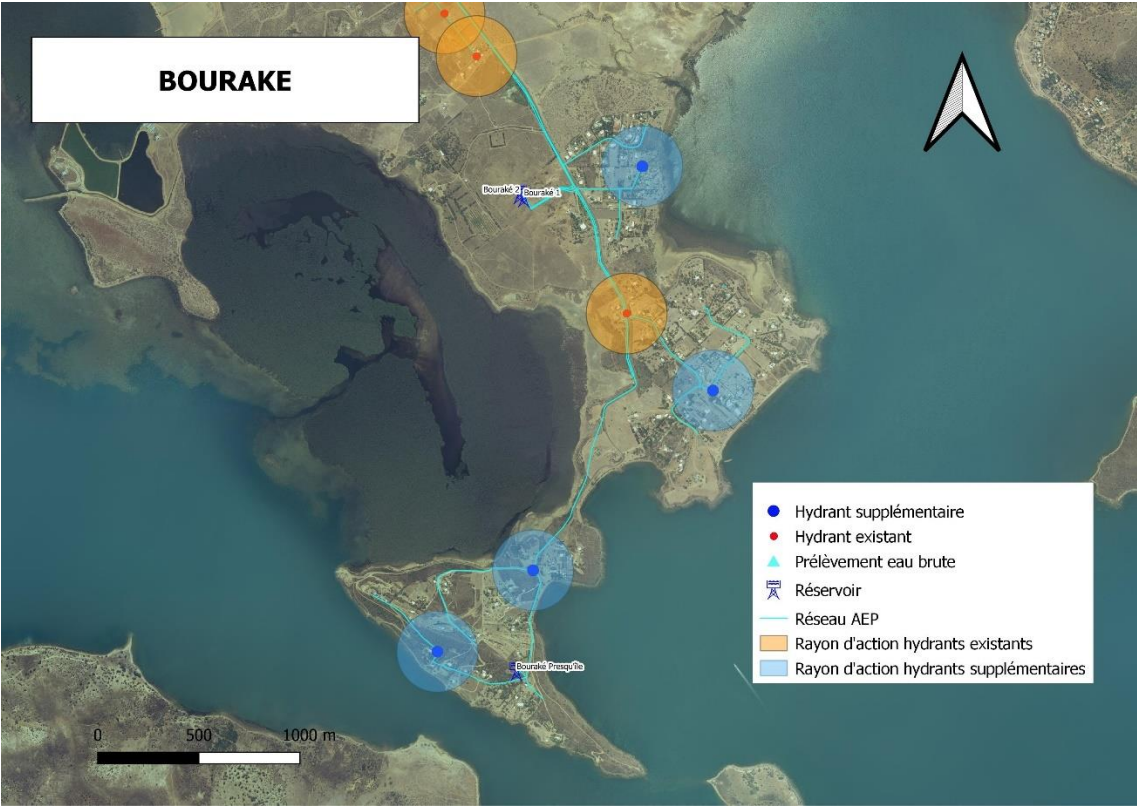 BOURAKE
Bouraké 2
Bouraké 1
Hydrant supplémentaire
Hydrant existant
Prélèvement eau brute
Réservoir
Réseau AEP
Rayon d'action hydrants existants
Rayon d'action hydrants supplémentaires
Bouraké Presqu'île
0 500 1000 m